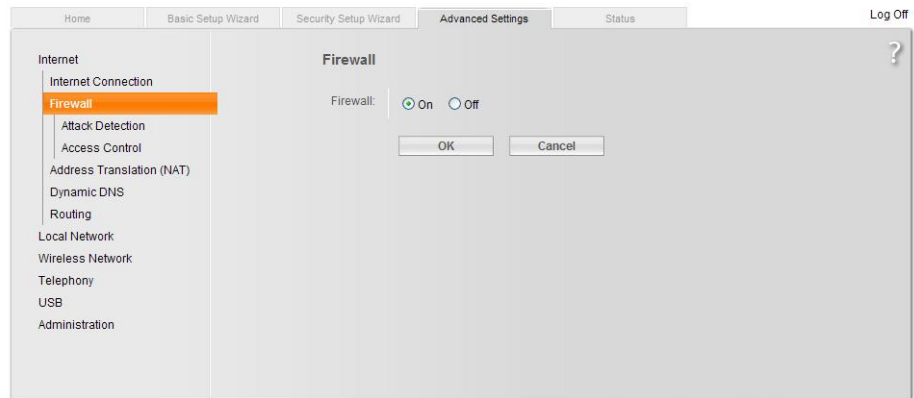 Home Basic Setup Wizard Security Setup Wizard Advanced Settings Status Log Off
Internet
Internet Connection
Firewall
Attack Detection
Access Control
Address Translation (NAT)
Dynamic DNS
Routing
Local Network
Wireless Network
Telephony
USB
Administration
Firewall
?
Firewall: On Off
OK Cancel